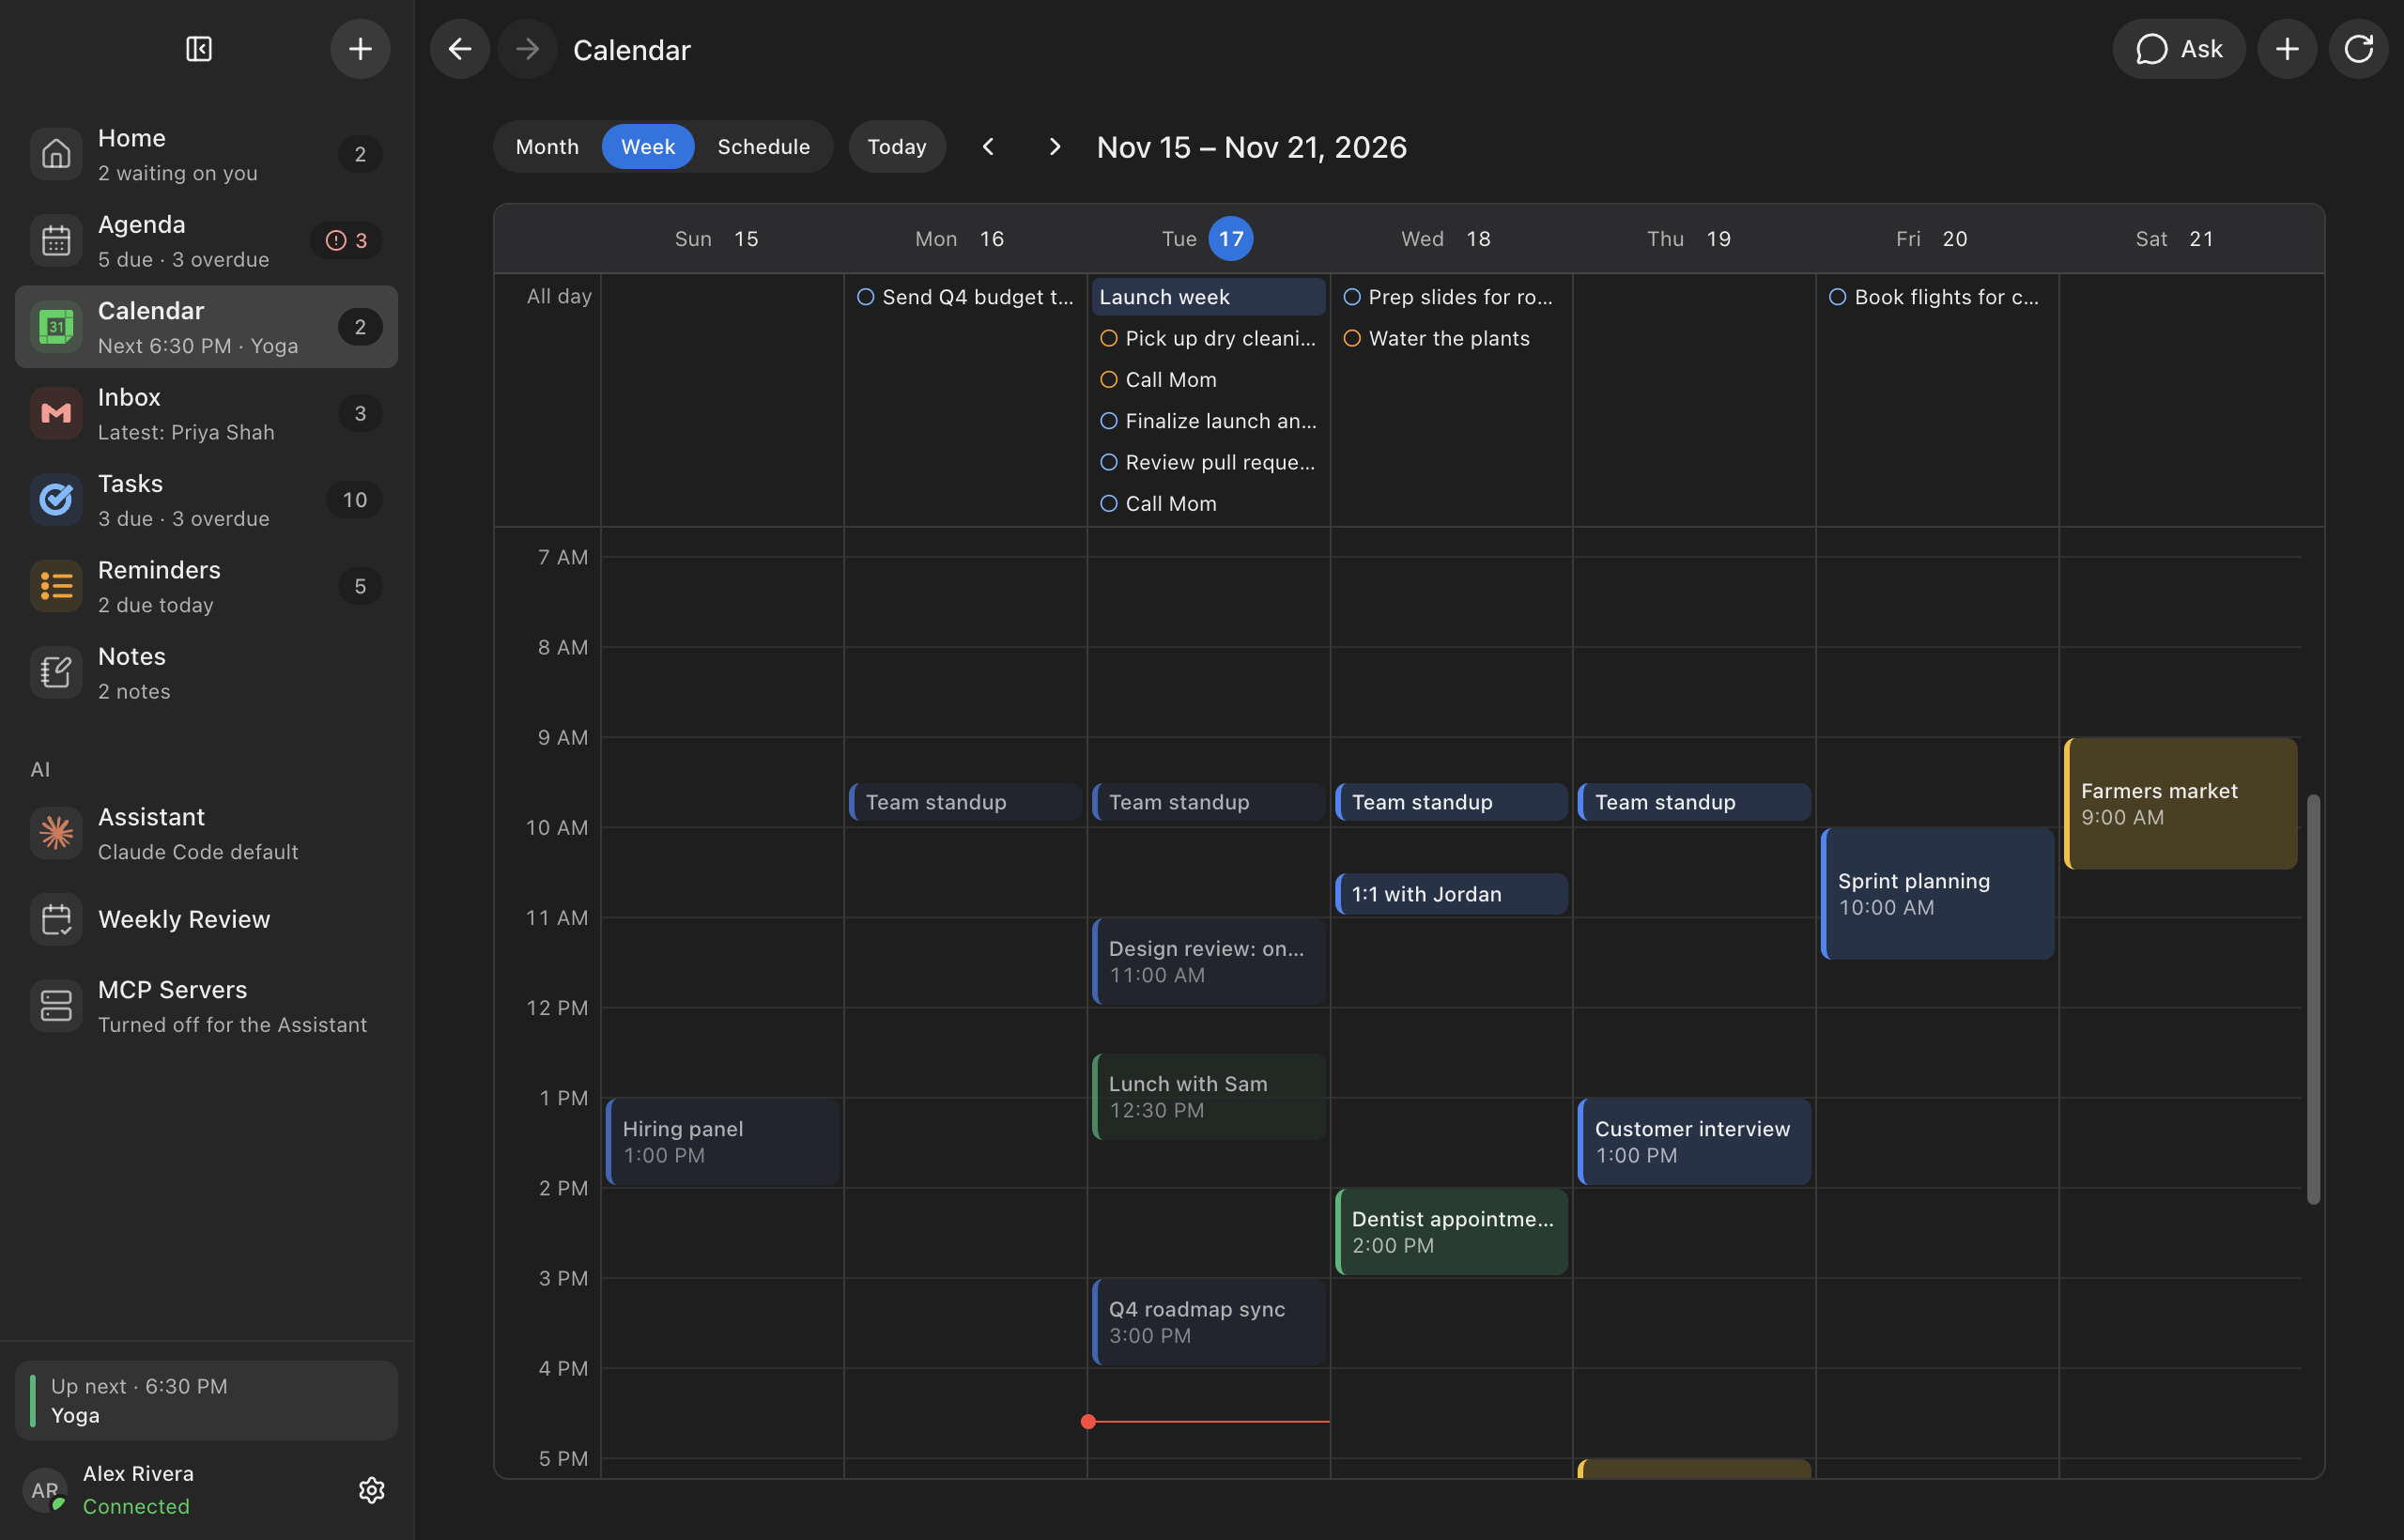 Home
2 waiting on you
2
Agenda
5 due · 3 overdue
3
Calendar
Next 6:30 PM · Yoga
2
Inbox
Latest: Priya Shah
3
Tasks
3 due · 3 overdue
10
Reminders
2 due today
5
Notes
2 notes
AI
Assistant
Claude Code default
Weekly Review
MCP Servers
Turned off for the Assistant
Up next · 6:30 PM
Yoga
AR
Alex Rivera
Connected
Calendar
Ask
Month
Week
Schedule
Today
Nov 15 – Nov 21, 2026
Sun 15
Mon 16
Tue 17
Wed 18
Thu 19
Fri 20
Sat 21
All day
Send Q4 budget t...
Launch week
Pick up dry cleani...
Call Mom
Finalize launch an...
Review pull reque...
Call Mom
Prep slides for ro...
Water the plants
Book flights for c...
7 AM
8 AM
9 AM
10 AM
11 AM
12 PM
1 PM
2 PM
3 PM
4 PM
5 PM
Hiring panel
1:00 PM
Team standup
Team standup
Design review: on...
11:00 AM
Lunch with Sam
12:30 PM
Q4 roadmap sync
3:00 PM
Team standup
1:1 with Jordan
Dentist appointme...
2:00 PM
Team standup
Customer interview
1:00 PM
Sprint planning
10:00 AM
Farmers market
9:00 AM
31